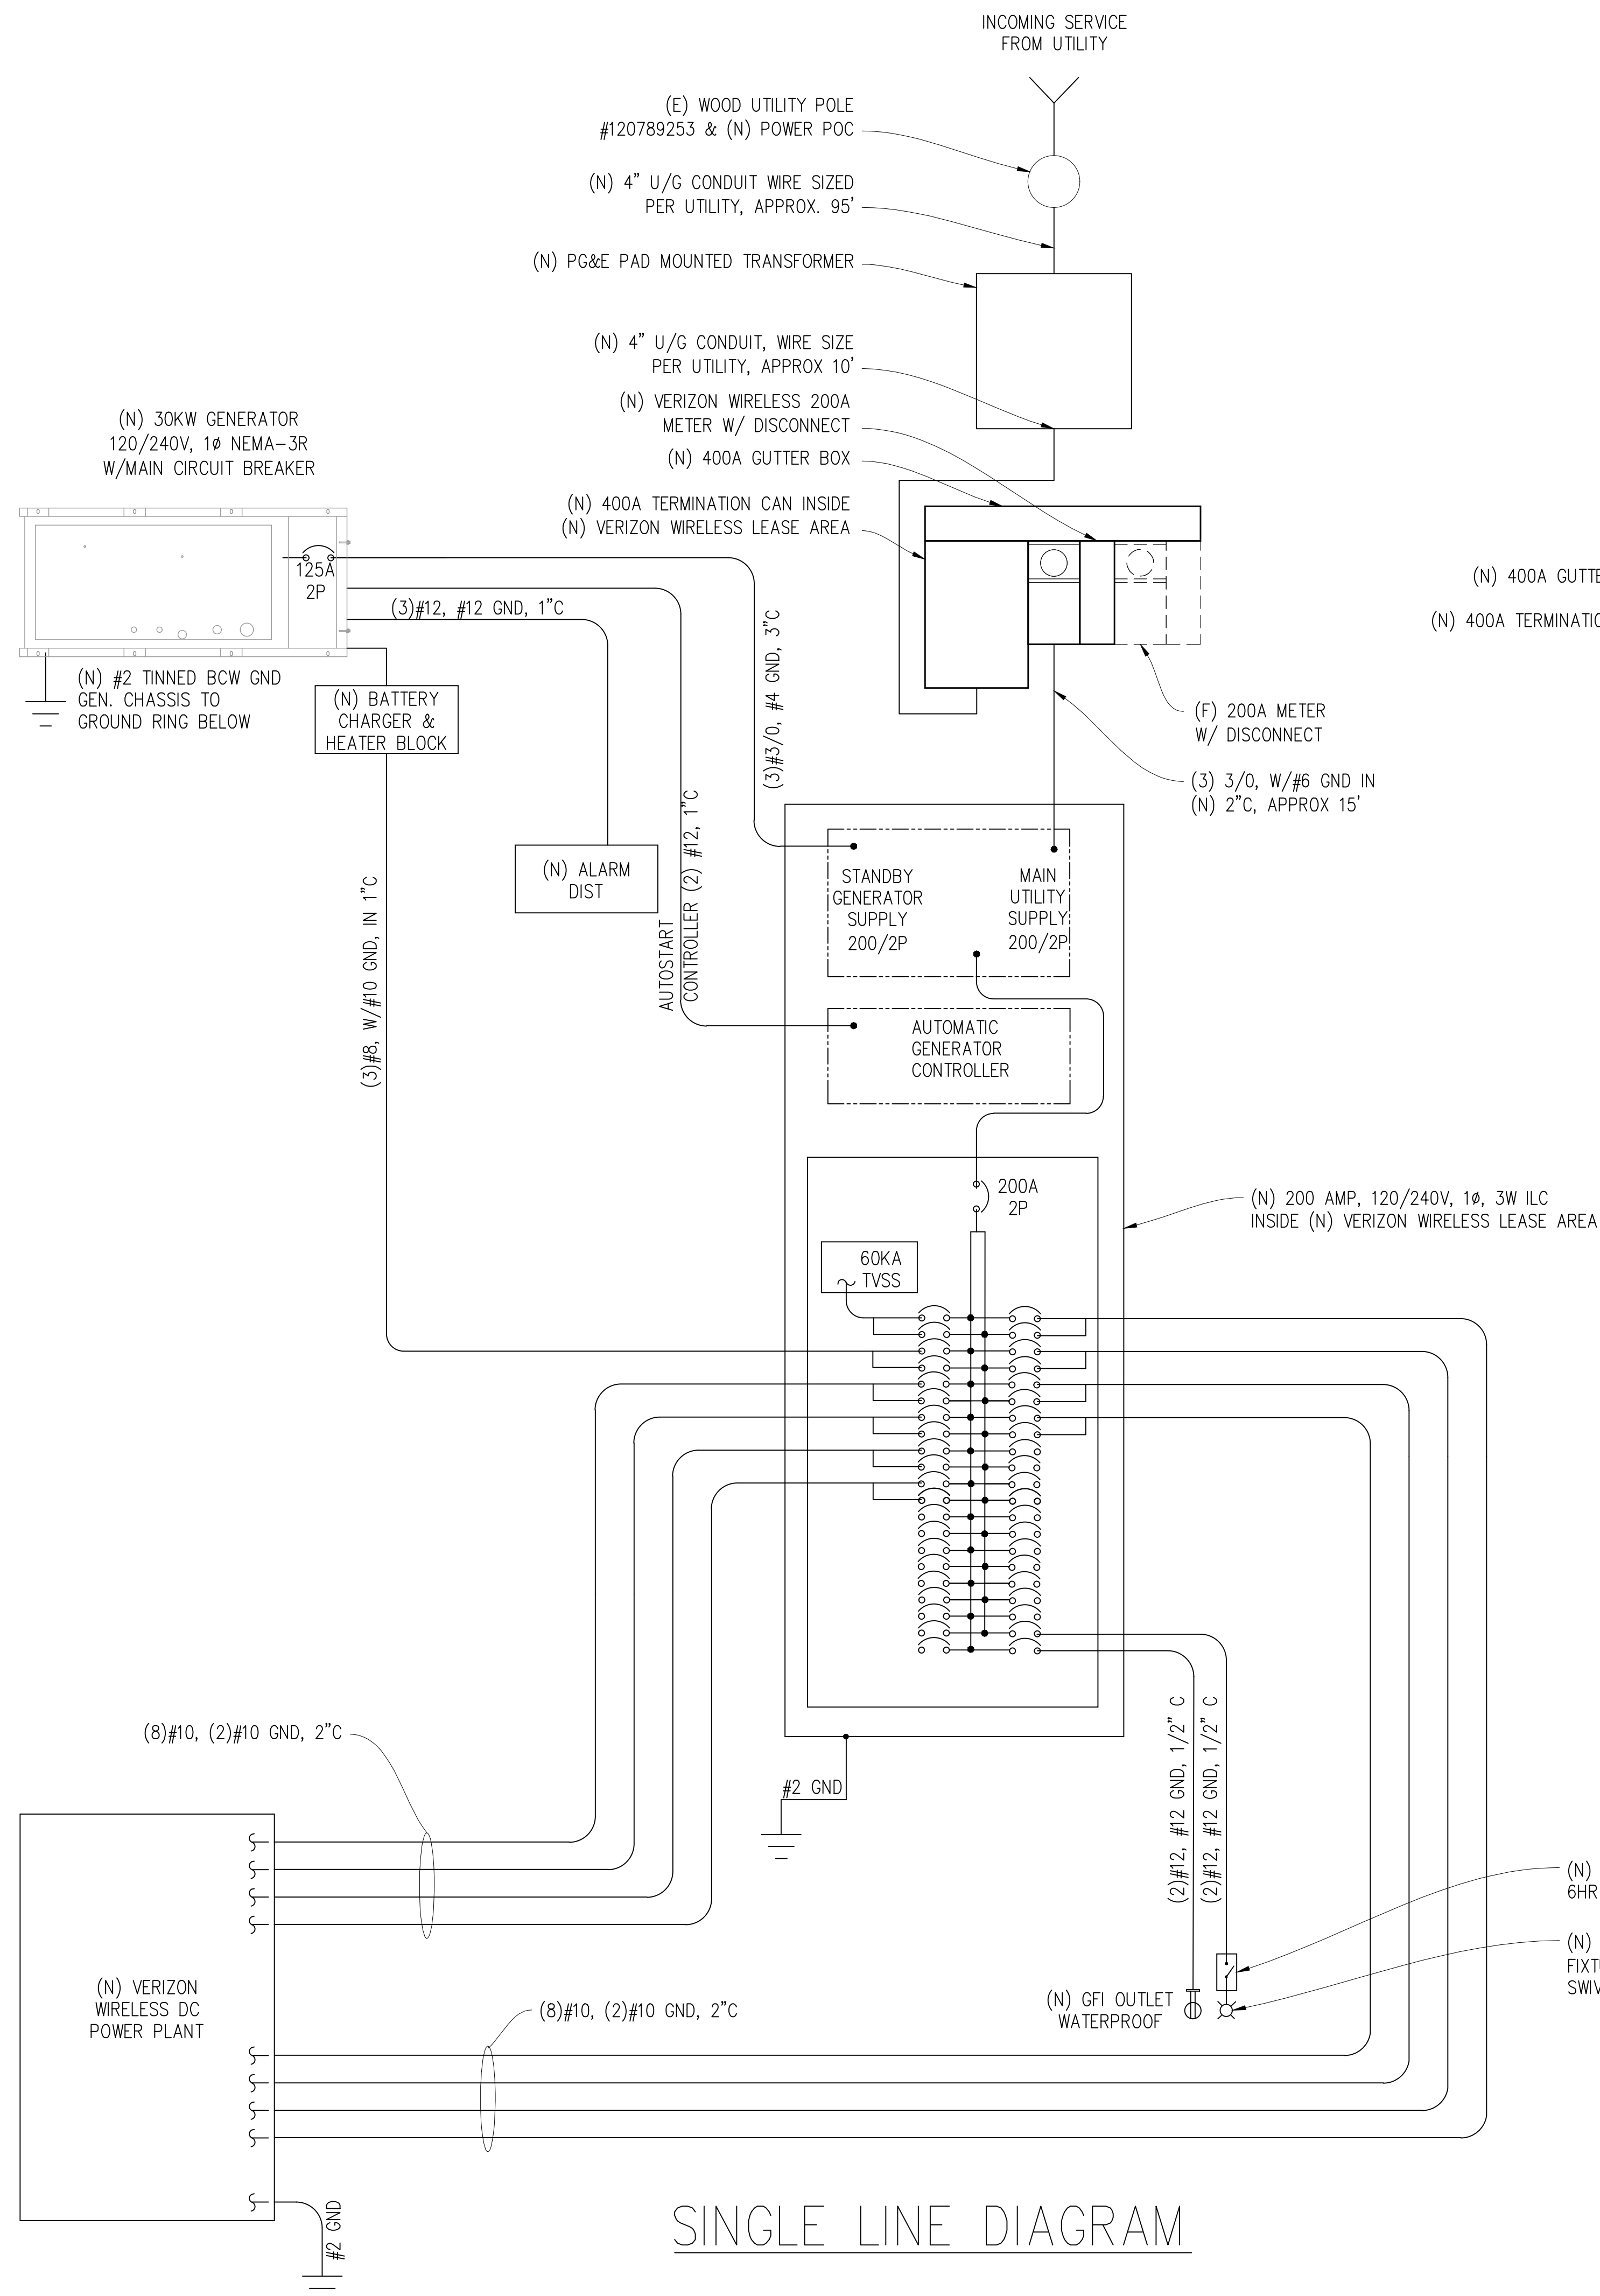 INCOMING SERVICE
FROM UTILITY
(E) WOOD UTILITY POLE
#120789253 & (N) POWER POC
(N) 4" U/G CONDUIT WIRE SIZED
PER UTILITY, APPROX. 95'
(N) PG&E PAD MOUNTED TRANSFORMER
(N) 4" U/G CONDUIT, WIRE SIZE
PER UTILITY, APPROX 10'
(N) VERIZON WIRELESS 200A
METER W/ DISCONNECT
(N) 400A GUTTER BOX
(N) 400A TERMINATION CAN INSIDE
(N) VERIZON WIRELESS LEASE AREA
(N) 30KW GENERATOR
120/240V, 1ø NEMA-3R
W/MAIN CIRCUIT BREAKER
125A
2P
(3)#12, #12 GND, 1"C
(N) #2 TINNED BCW GND
GEN. CHASSIS TO
GROUND RING BELOW
(N) BATTERY
CHARGER &
HEATER BLOCK
(3)#3/0, #4 GND, 3"C
(N) 400A GUTTE
(N) 400A TERMINATIO
(F) 200A METER
W/ DISCONNECT
(3) 3/0, W/#6 GND IN
(N) 2"C, APPROX 15'
(N) ALARM
DIST
AUTOSTART
CONTROLLER (2) #12, 1"C
(3)#8, W/#10 GND, IN 1"C
STANDBY
GENERATOR
SUPPLY
200/2P
MAIN
UTILITY
SUPPLY
200/2P
AUTOMATIC
GENERATOR
CONTROLLER
200A
2P
(N) 200 AMP, 120/240V, 1ø, 3W ILC
INSIDE (N) VERIZON WIRELESS LEASE AREA
60KA
TVSS
(8)#10, (2)#10 GND, 2"C
#2 GND
(2)#12, #12 GND, 1/2" C
(2)#12, #12 GND, 1/2" C
(N)
6HR
(N)
FIXTU
SWIV
(N) VERIZON
WIRELESS DC
POWER PLANT
(N) GFI OUTLET
WATERPROOF
(8)#10, (2)#10 GND, 2"C
#2 GND
SINGLE LINE DIAGRAM